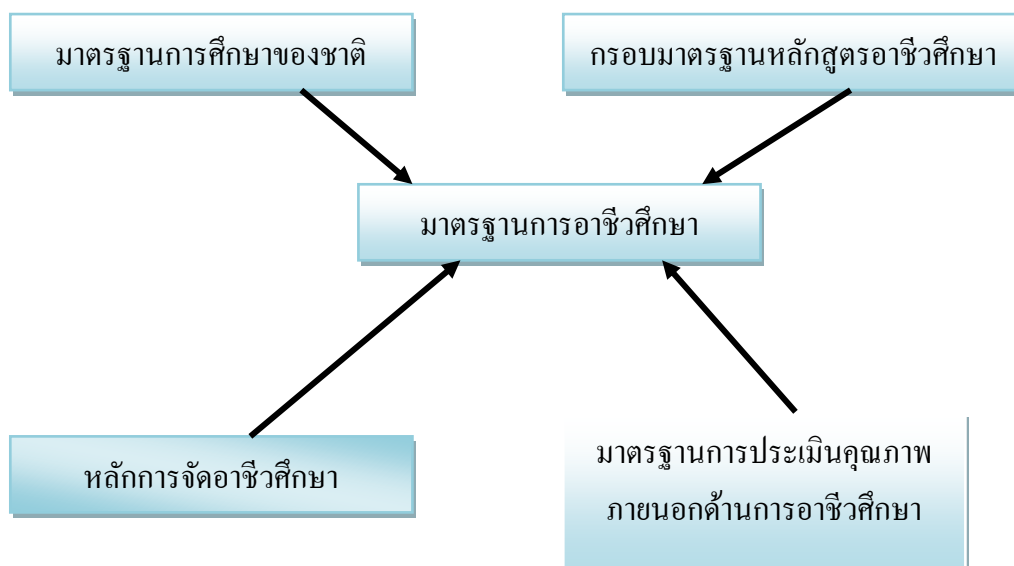 มาตรฐานการศึกษาของชาติ
กรอบมาตรฐานหลักสูตรอาชีวศึกษา
มาตรฐานการอาชีวศึกษา
หลักการจัดอาชีวศึกษา
มาตรฐานการประเมินคุณภาพ
ภายนอกด้านการอาชีวศึกษา